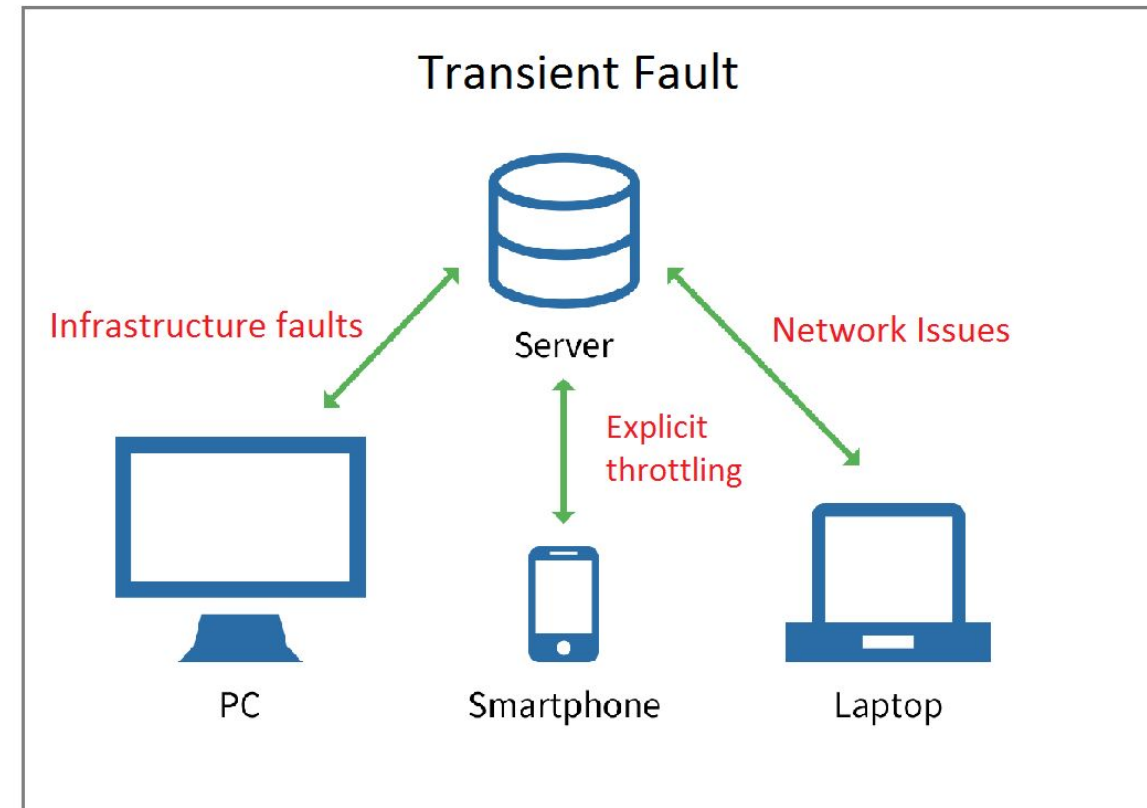 Transient Fault
Infrastructure faults
Server
Network Issues
Explicit
throttling
PC
Smartphone
Laptop